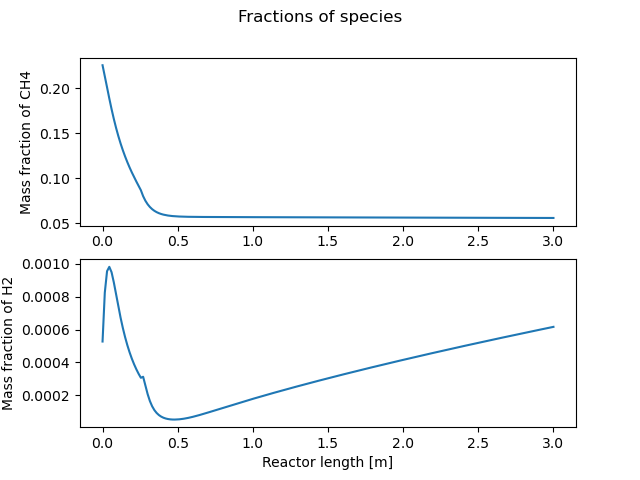 Fractions of species
Mass fraction of CH4
0.20
0.15
0.10
0.05
0.0 0.5 1.0 1.5 2.0 2.5 3.0
Mass fraction of H2
0.0010
0.0008
0.0006
0.0004
0.0002
0.0 0.5 1.0 1.5 2.0 2.5 3.0
Reactor length [m]